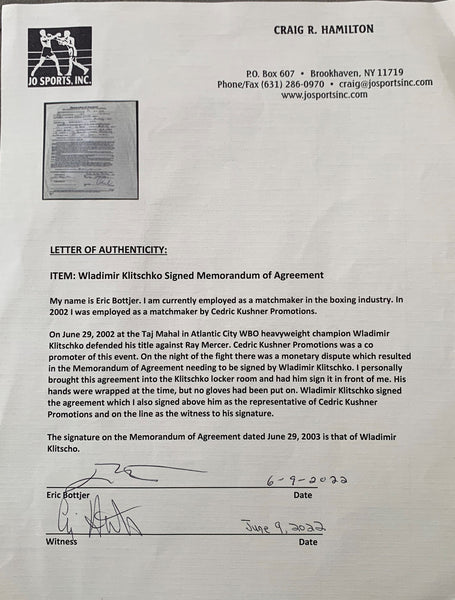 CRAIG R. HAMILTON
JO SPORTS, INC.
P.O. Box 607 • Brookhaven, NY 11719
Phone/Fax (631) 286-0970 • craig@josportsinc.com
www.josportsinc.com
LETTER OF AUTHENTICITY:
ITEM: Wladimir Klitschko Signed Memorandum of Agreement
My name is Eric Bottjer. I am currently employed as a matchmaker in the boxing industry. In
2002 I was employed as a matchmaker by Cedric Kushner Promotions.
On June 29, 2002 at the Taj Mahal in Atlantic City WBO heavyweight champion Wladimir
Klitschko defended his title against Ray Mercer. Cedric Kushner Promotions was a co
promoter of this event. On the night of the fight there was a monetary dispute which resulted
in the Memorandum of Agreement needing to be signed by Wladimir Klitschko. I personally
brought this agreement into the Klitschko locker room and had him sign it in front of me. His
hands were wrapped at the time, but no gloves had been put on. Wladimir Klitschko signed
the agreement which I also signed above him as the representative of Cedric Kushner
Promotions and on the line as the witness to his signature.
The signature on the Memorandum of Agreement dated June 29, 2003 is that of Wladimir
Klitscho.
6-9-2022
Eric Bottjer Date
June 9, 2022
Witness Date